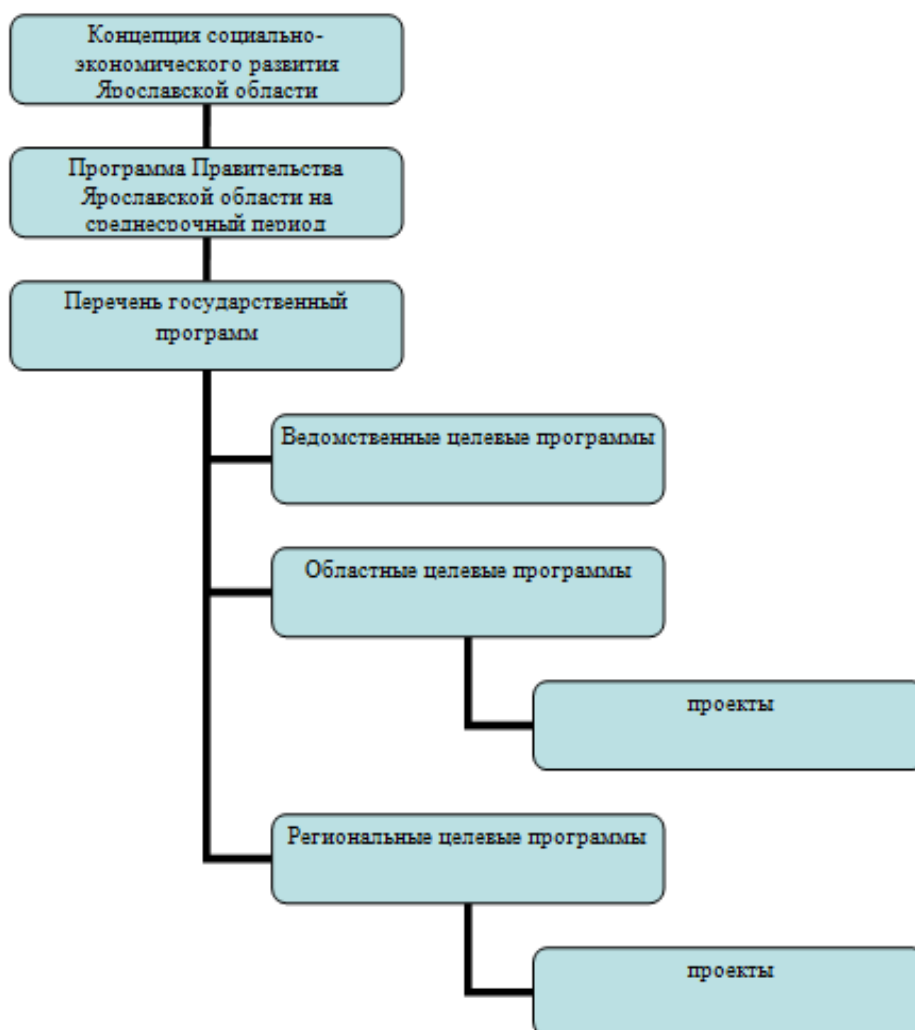 Концепция социально-
экономического развития
Ярославской области
Программа Правительства
Ярославской области на
среднесрочный период
Перечень государственный
программ
Ведомственные целевые программы
Областные целевые программы
проекты
Региональные целевые программы
проекты